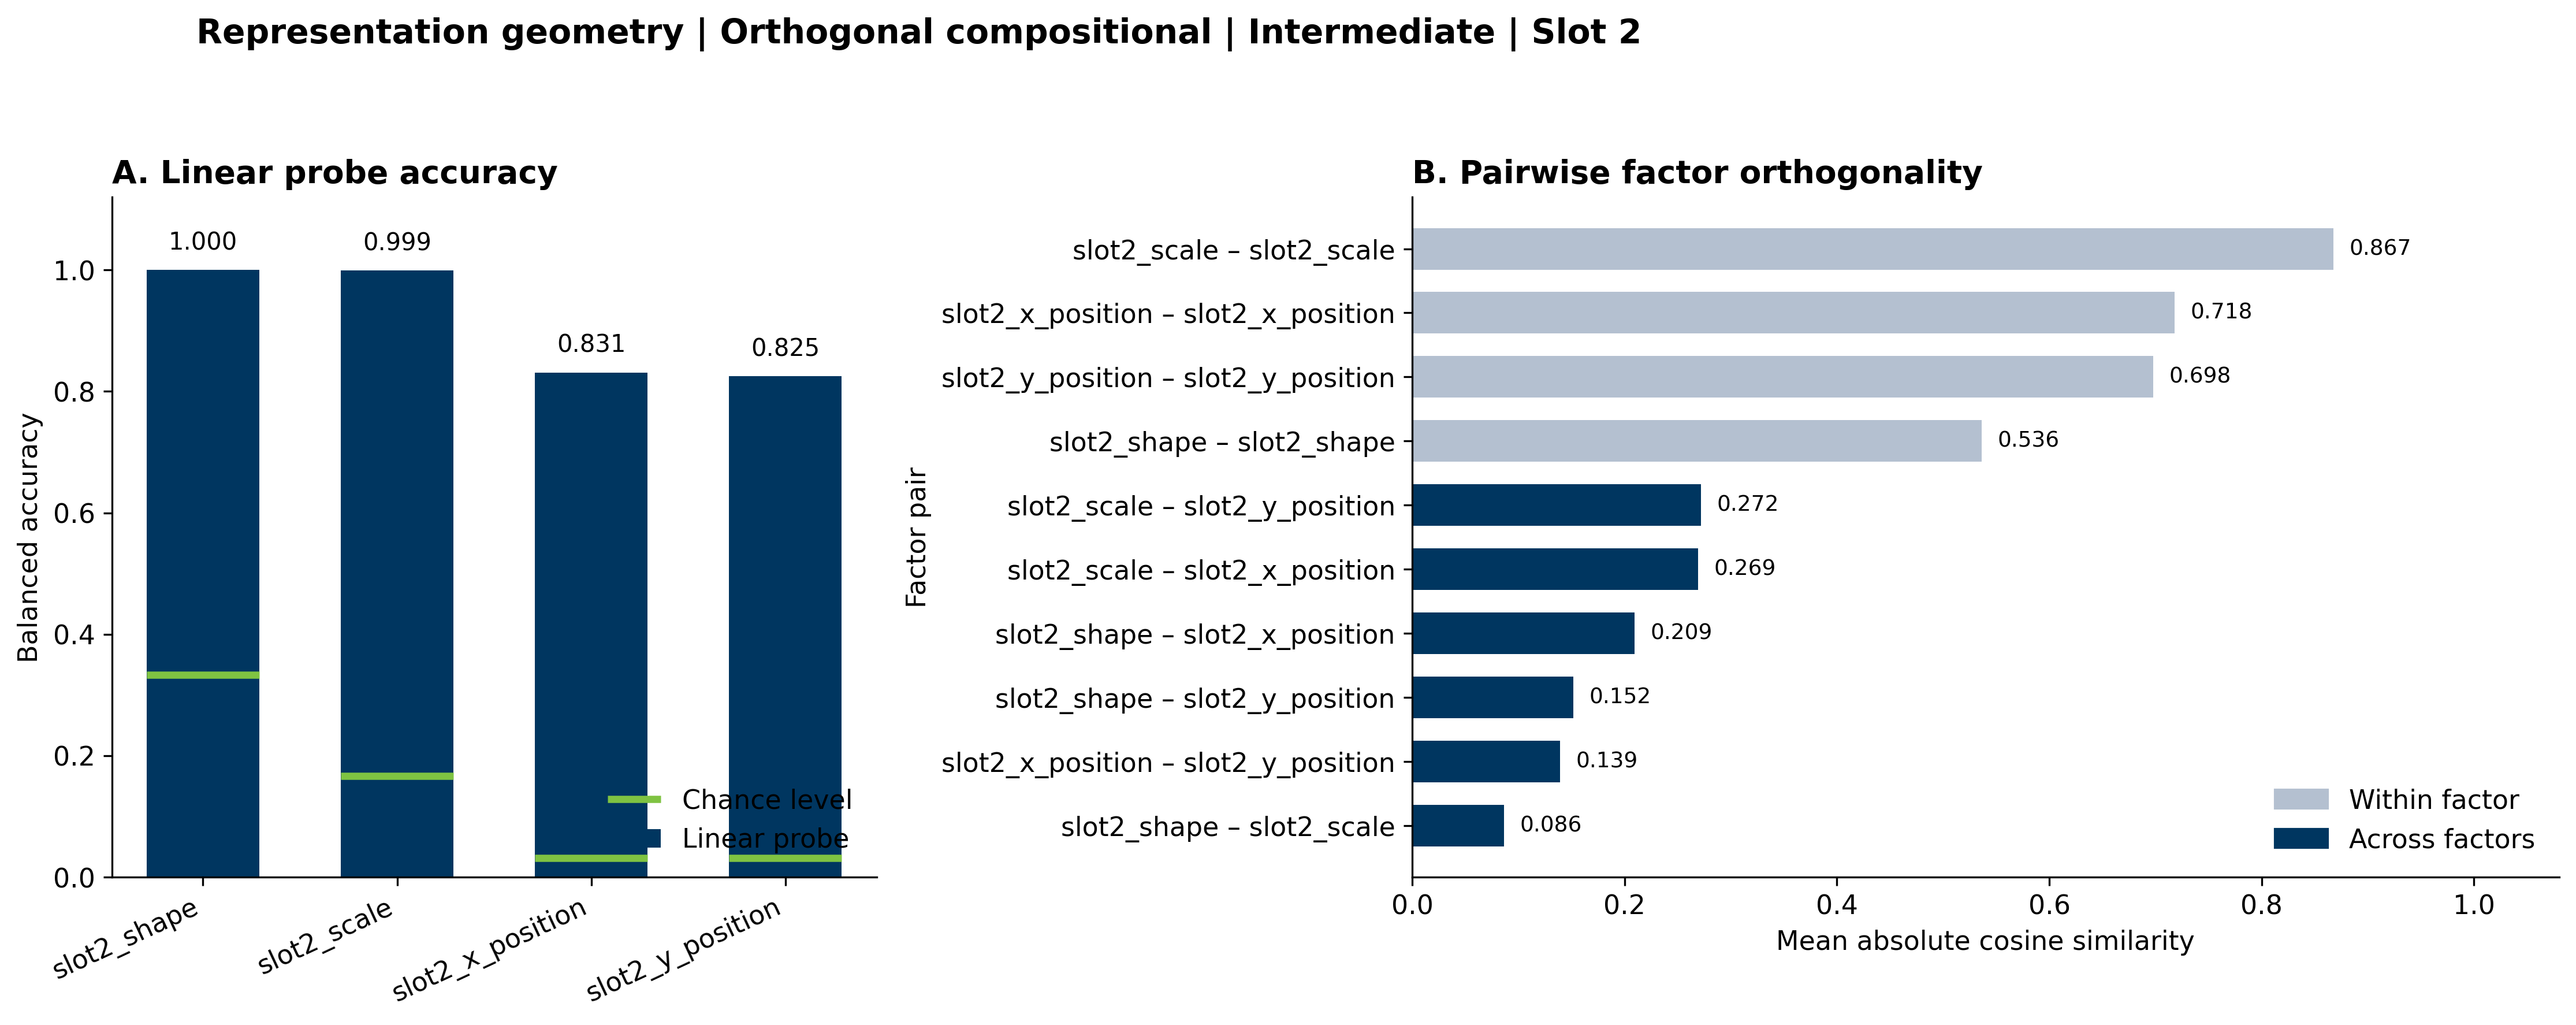 Representation geometry | Orthogonal compositional | Intermediate | Slot 2
A. Linear probe accuracy
Balanced accuracy
1.0
0.8
0.6
0.4
0.2
0.0
1.000
0.999
0.831
0.825
Chance level
Linear probe
slot2_shape
slot2_scale
slot2_x_position
slot2_y_position
B. Pairwise factor orthogonality
Factor pair
slot2_scale – slot2_scale
0.867
slot2_x_position – slot2_x_position
0.718
slot2_y_position – slot2_y_position
0.698
slot2_shape – slot2_shape
0.536
slot2_scale – slot2_y_position
0.272
slot2_scale – slot2_x_position
0.269
slot2_shape – slot2_x_position
0.209
slot2_shape – slot2_y_position
0.152
slot2_x_position – slot2_y_position
0.139
slot2_shape – slot2_scale
0.086
Within factor
Across factors
0.0 0.2 0.4 0.6 0.8 1.0
Mean absolute cosine similarity